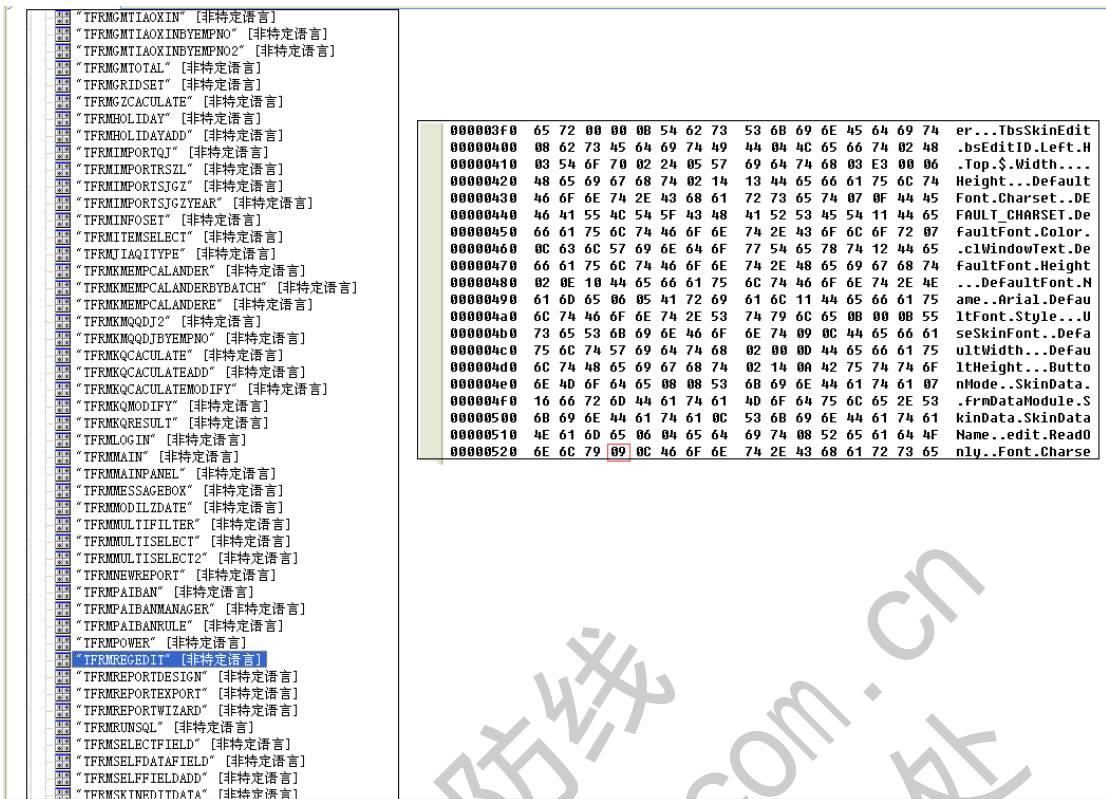 "TFRMGMTIAOXIN" [非特定语言]
"TFRMGMTIAOXINBYEMPNO" [非特定语言]
"TFRMGMTIAOXINBYEMPNO2" [非特定语言]
"TFRMGMTOTAL" [非特定语言]
"TFRMGRIDSET" [非特定语言]
"TFRMGZCACULATE" [非特定语言]
"TFRMHOLIDAY" [非特定语言]
"TFRMHOLIDAYADD" [非特定语言]
"TFRMIMPORTQJ" [非特定语言]
"TFRMIMPORTRSZL" [非特定语言]
"TFRMIMPORTSJGZ" [非特定语言]
"TFRMIMPORTSJGZYEAR" [非特定语言]
"TFRMINFOSET" [非特定语言]
"TFRMITEMSELECT" [非特定语言]
"TFRMJIAQITYPE" [非特定语言]
"TFRMKMEMPCALANDER" [非特定语言]
"TFRMKMEMPCALANDERBYBATCH" [非特定语言]
"TFRMKMEMPCALANDERE" [非特定语言]
"TFRMKMQQDJ2" [非特定语言]
"TFRMKMQQDJBYEMPNO" [非特定语言]
"TFRMKQCACULATE" [非特定语言]
"TFRMKQCACULATEADD" [非特定语言]
"TFRMKQCACULATEMODIFY" [非特定语言]
"TFRMKQMODIFY" [非特定语言]
"TFRMKQRESULT" [非特定语言]
"TFRMLOGIN" [非特定语言]
"TFRMMAIN" [非特定语言]
"TFRMMAINPANEL" [非特定语言]
"TFRMMESSAGEBOX" [非特定语言]
"TFRMMODILZDATE" [非特定语言]
"TFRMMULTIFILTER" [非特定语言]
"TFRMMULTISELECT" [非特定语言]
"TFRMMULTISELECT2" [非特定语言]
"TFRMNEWREPORT" [非特定语言]
"TFRMPAIBAN" [非特定语言]
"TFRMPAIBANMANAGER" [非特定语言]
"TFRMPAIBANRULE" [非特定语言]
"TFRMPOWER" [非特定语言]
"TFRMREGEDIT" [非特定语言]
"TFRMREPORTDESIGN" [非特定语言]
"TFRMREPORTEXPORT" [非特定语言]
"TFRMREPORTWIZARD" [非特定语言]
"TFRMRUNSQL" [非特定语言]
"TFRMSELECTFIELD" [非特定语言]
"TFRMSELFDATAFIELD" [非特定语言]
"TFRMSELFFIELDADD" [非特定语言]
"TFRMSKINEDITDATA" [非特定语言]
000003f0 65 72 00 00 0B 54 62 73 53 6B 69 6E 45 64 69 74 er...TbsSkinEdit
00000400 08 62 73 45 64 69 74 49 44 04 4C 65 66 74 02 48 .bsEditID.Left.H
00000410 03 54 6F 70 02 24 05 57 69 64 74 68 03 E3 00 06 .Top.$.Width....
00000420 48 65 69 67 68 74 02 14 13 44 65 66 61 75 6C 74 Height...Default
00000430 46 6F 6E 74 2E 43 68 61 72 73 65 74 07 0F 44 45 Font.Charset..DE
00000440 46 41 55 4C 54 5F 43 48 41 52 53 45 54 11 44 65 FAULT_CHARSET.De
00000450 66 61 75 6C 74 46 6F 6E 74 2E 43 6F 6C 6F 72 07 faultFont.Color.
00000460 0C 63 6C 57 69 6E 64 6F 77 54 65 78 74 12 44 65 .clWindowText.De
00000470 66 61 75 6C 74 46 6F 6E 74 2E 48 65 69 67 68 74 faultFont.Height
00000480 02 0E 10 44 65 66 61 75 6C 74 46 6F 6E 74 2E 4E ...DefaultFont.N
00000490 61 6D 65 06 05 41 72 69 61 6C 11 44 65 66 61 75 ame..Arial.Defau
000004a0 6C 74 46 6F 6E 74 2E 53 74 79 6C 65 0B 00 0B 55 ltFont.Style...U
000004b0 73 65 53 6B 69 6E 46 6F 6E 74 09 0C 44 65 66 61 seSkinFont..Defa
000004c0 75 6C 74 57 69 64 74 68 02 00 0D 44 65 66 61 75 ultWidth...Defau
000004d0 6C 74 48 65 69 67 68 74 02 14 0A 42 75 74 74 6F ltHeight...Butto
000004e0 6E 4D 6F 64 65 08 08 53 6B 69 6E 44 61 74 61 07 nMode..SkinData.
000004f0 16 66 72 6D 44 61 74 61 4D 6F 64 75 6C 65 2E 53 .frmDataModule.S
00000500 6B 69 6E 44 61 74 61 0C 53 6B 69 6E 44 61 74 61 kinData.SkinData
00000510 4E 61 6D 65 06 04 65 64 69 74 08 52 65 61 64 4F Name..edit.ReadO
00000520 6E 6C 79 09 0C 46 6F 6E 74 2E 43 68 61 72 73 65 nly..Font.Charse
防线
com.cn
处